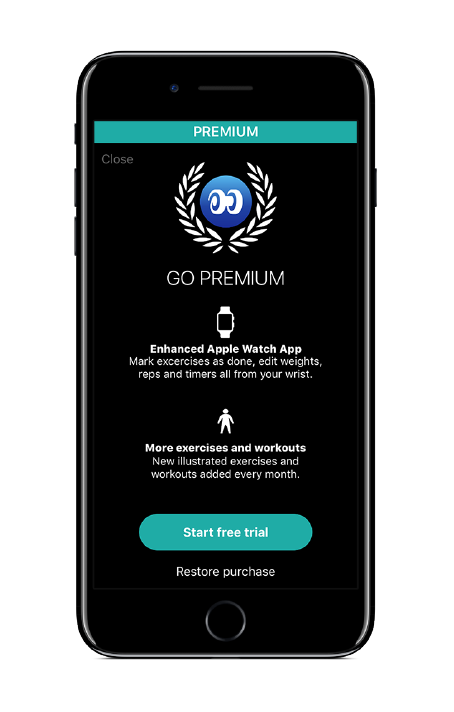 PREMIUM
Close
GO PREMIUM
Enhanced Apple Watch App
Mark excercises as done, edit weights,
reps and timers all from your wrist.
More exercises and workouts
New illustrated exercises and
workouts added every month.
Start free trial
Restore purchase